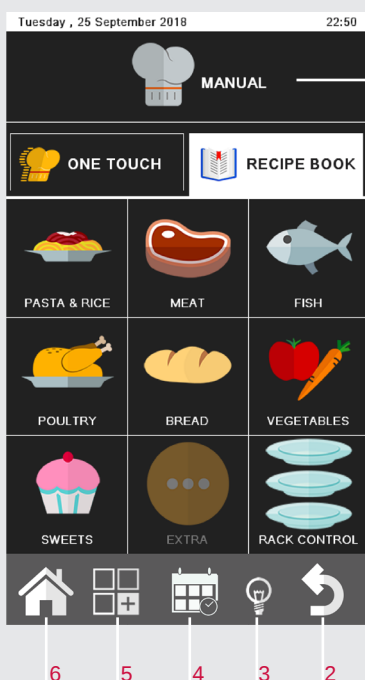 Tuesday , 25 September 2018 22:50
MANUAL
ONE TOUCH RECIPE BOOK
PASTA & RICE MEAT FISH
POULTRY BREAD VEGETABLES
SWEETS EXTRA RACK CONTROL
6 5 4 3 2